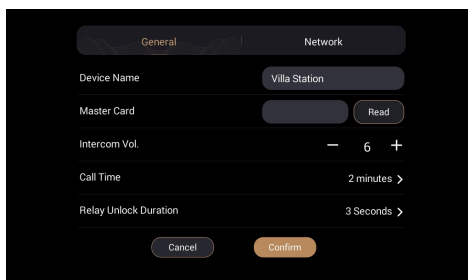 General Network
Device Name Villa Station
Master Card Read
Intercom Vol. 6
Call Time 2 minutes
Relay Unlock Duration 3 Seconds
Cancel Confirm